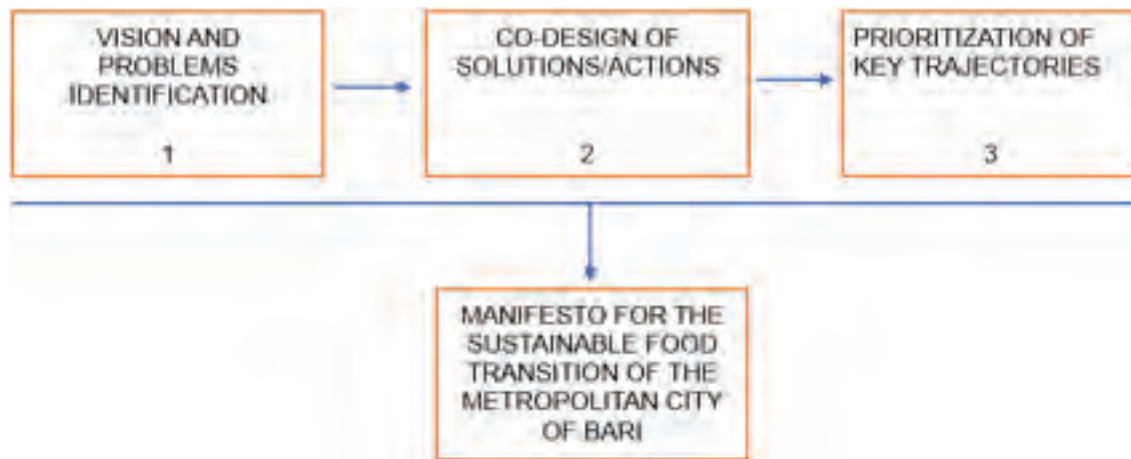 VISION AND
PROBLEMS
IDENTIFICATION
1
CO-DESIGN OF
SOLUTIONS/ACTIONS
2
PRIORITIZATION OF
KEY TRAJECTORIES
3
MANIFESTO FOR THE
SUSTAINABLE FOOD
TRANSITION OF THE
METROPOLITAN CITY
OF BARI